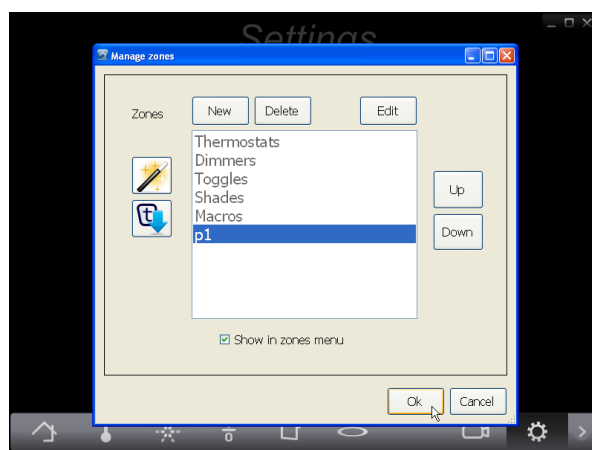 Settings
Manage zones
Zones
New
Delete
Edit
Thermostats
Dimmers
Toggles
Shades
Macros
p1
Up
Down
Show in zones menu
Ok
Cancel